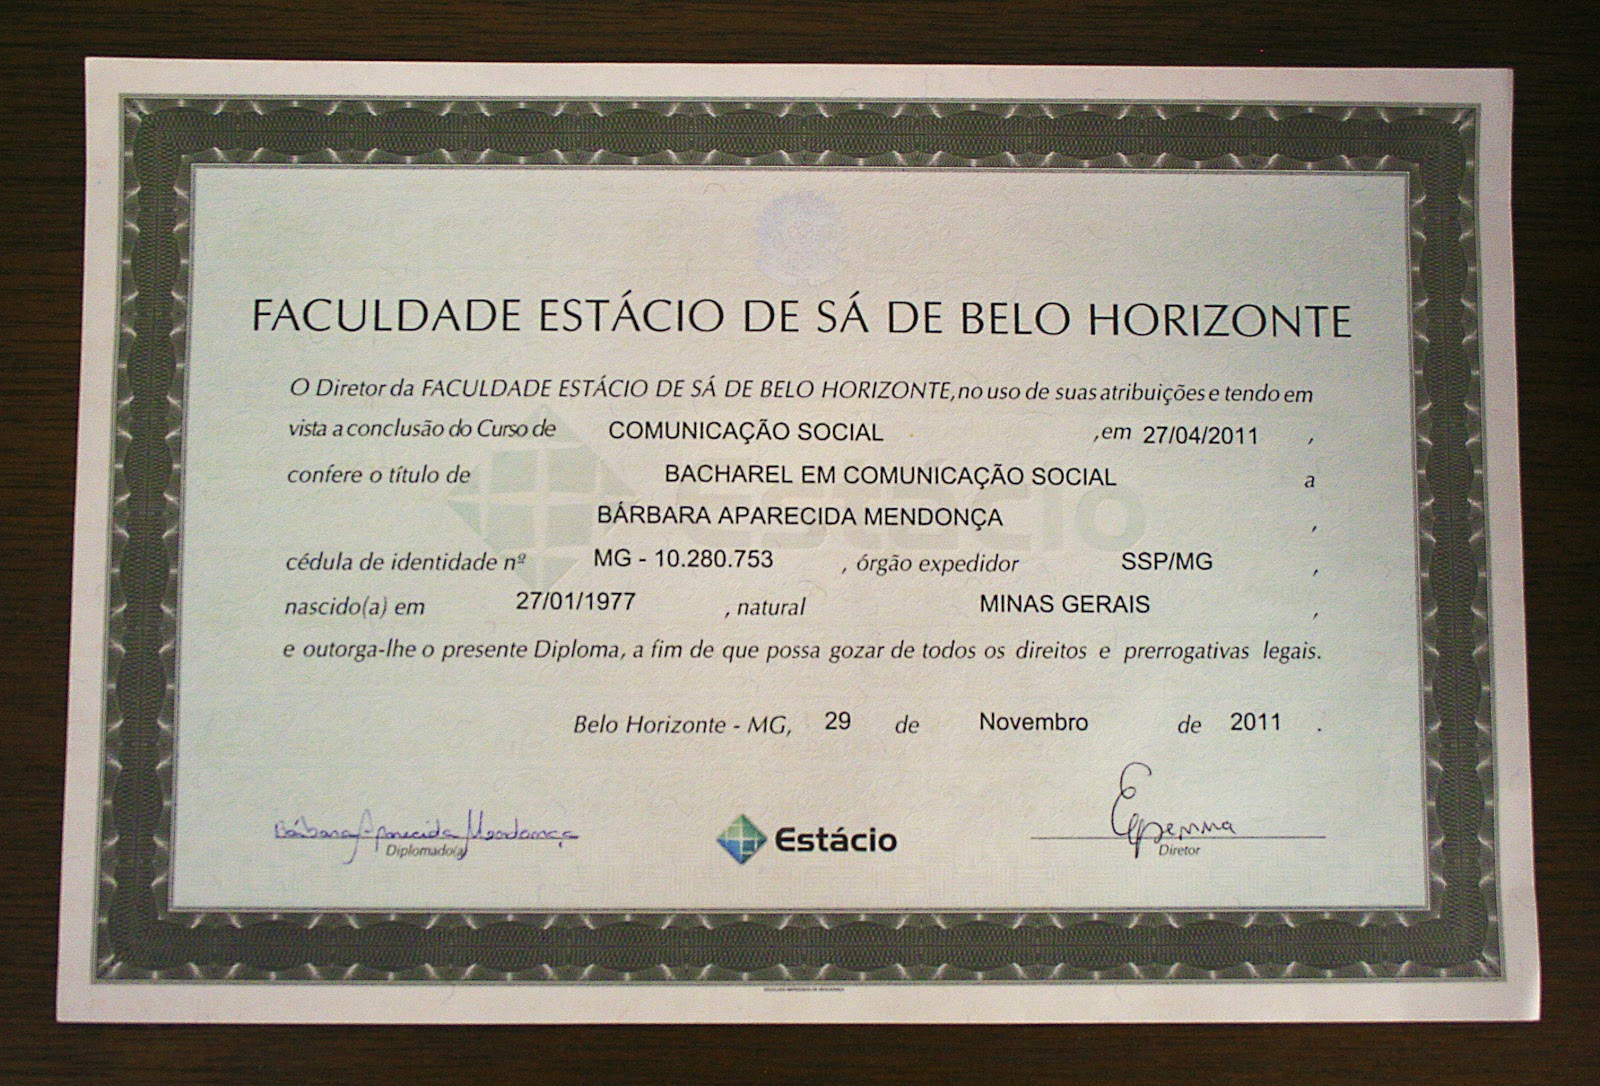 FACULDADE ESTÁCIO DE SÁ DE BELO HORIZONTE
O Diretor da FACULDADE ESTÁCIO DE SÁ DE BELO HORIZONTE, no uso de suas atribuições e tendo em
vista a conclusão do Curso de COMUNICAÇÃO SOCIAL , em 27/04/2011 ,
confere o título de BACHAREL EM COMUNICAÇÃO SOCIAL a
BÁRBARA APARECIDA MENDONÇA ,
cédula de identidade nº MG - 10.280.753 , órgão expedidor SSP/MG ,
nascido(a) em 27/01/1977 , natural MINAS GERAIS ,
e outorga-lhe o presente Diploma, a fim de que possa gozar de todos os direitos e prerrogativas legais.
Belo Horizonte - MG, 29 de Novembro de 2011 .
Bárbara Aparecida Mendonça
Diplomado(a)
Estácio
Diretor
Estácio